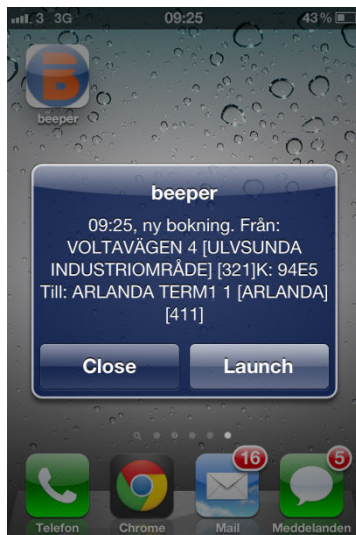 3 3G 09:25 43 %
B
beeper
beeper
09:25, ny bokning. Från:
VOLTAVÄGEN 4 [ULVSUNDA
INDUSTRIOMRÅDE] [321]K: 94E5
Till: ARLANDA TERM1 1 [ARLANDA]
[411]
Close Launch
16 5
Telefon Chrome Mail Meddelanden